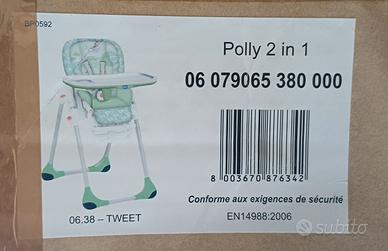 BP0592
Polly 2 in 1
06 079065 380 000
8 003670 876342
Conforme aux exigences de sécurité
06.38 – TWEET
EN14988:2006
subito